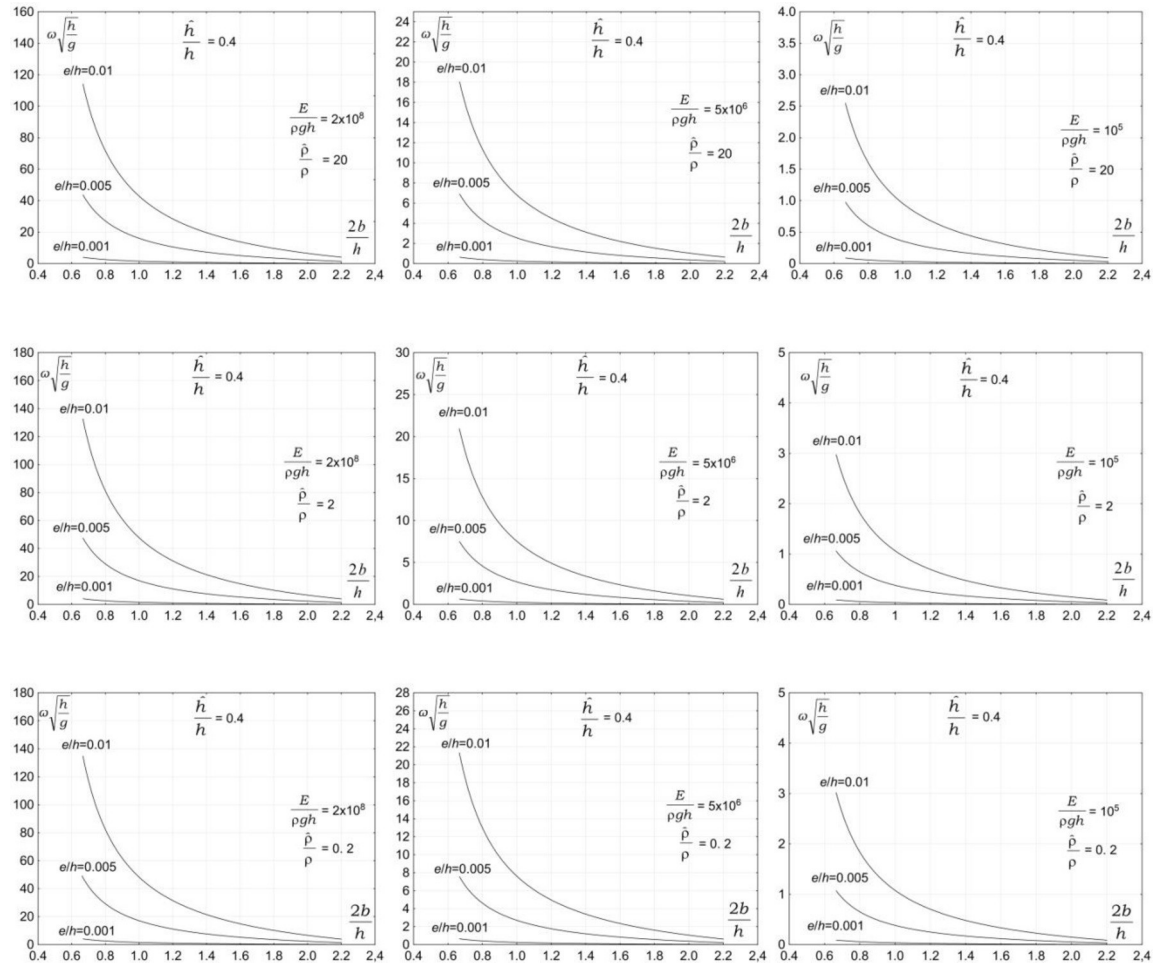 160
140
120
100
80
60
40
20
0
ω√(h/g)
ĥ/h = 0.4
e/h=0.01
E/ρgh = 2x10⁸
ρ̂/ρ = 20
e/h=0.005
e/h=0.001
2b/h
0.4 0.6 0.8 1.0 1.2 1.4 1.6 1.8 2.0 2.2 2,4
24
22
20
18
16
14
12
10
8
6
4
2
0
ω√(h/g)
ĥ/h = 0.4
e/h=0.01
E/ρgh = 5x10⁶
ρ̂/ρ = 20
e/h=0.005
e/h=0.001
2b/h
0.4 0.6 0.8 1.0 1.2 1.4 1.6 1.8 2.0 2.2 2,4
4.0
3.5
3.0
2.5
2.0
1.5
1.0
0.5
0
ω√(h/g)
ĥ/h = 0.4
e/h=0.01
E/ρgh = 10⁵
ρ̂/ρ = 20
e/h=0.005
e/h=0.001
2b/h
0.4 0.6 0.8 1.0 1.2 1.4 1.6 1.8 2.0 2.2 2,4
180
160
140
120
100
80
60
40
20
0
ω√(h/g)
ĥ/h = 0.4
e/h=0.01
E/ρgh = 2x10⁸
ρ̂/ρ = 2
e/h=0.005
e/h=0.001
2b/h
0.4 0.6 0.8 1.0 1.2 1.4 1.6 1.8 2.0 2.2 2,4
30
25
20
15
10
5
0
ω√(h/g)
ĥ/h = 0.4
e/h=0.01
E/ρgh = 5x10⁶
ρ̂/ρ = 2
e/h=0.005
e/h=0.001
2b/h
0.4 0.6 0.8 1.0 1.2 1.4 1.6 1.8 2.0 2.2 2,4
5
4
3
2
1
0
ω√(h/g)
ĥ/h = 0.4
e/h=0.01
E/ρgh = 10⁵
ρ̂/ρ = 2
e/h=0.005
e/h=0.001
2b/h
0.4 0.6 0.8 1.0 1.2 1.4 1.6 1.8 2.0 2.2 2,4
180
160
140
120
100
80
60
40
20
0
ω√(h/g)
ĥ/h = 0.4
e/h=0.01
E/ρgh = 2x10⁸
ρ̂/ρ = 0. 2
e/h=0.005
e/h=0.001
2b/h
0.4 0.6 0.8 1.0 1.2 1.4 1.6 1.8 2.0 2.2 2,4
28
26
24
22
20
18
16
14
12
10
8
6
4
2
0
ω√(h/g)
ĥ/h = 0.4
e/h=0.01
E/ρgh = 5x10⁶
ρ̂/ρ = 0. 2
e/h=0.005
e/h=0.001
2b/h
0.4 0.6 0.8 1.0 1.2 1.4 1.6 1.8 2.0 2.2 2,4
5
4
3
2
1
0
ω√(h/g)
ĥ/h = 0.4
e/h=0.01
E/ρgh = 10⁵
ρ̂/ρ = 0. 2
e/h=0.005
e/h=0.001
2b/h
0.4 0.6 0.8 1.0 1.2 1.4 1.6 1.8 2.0 2.2 2,4